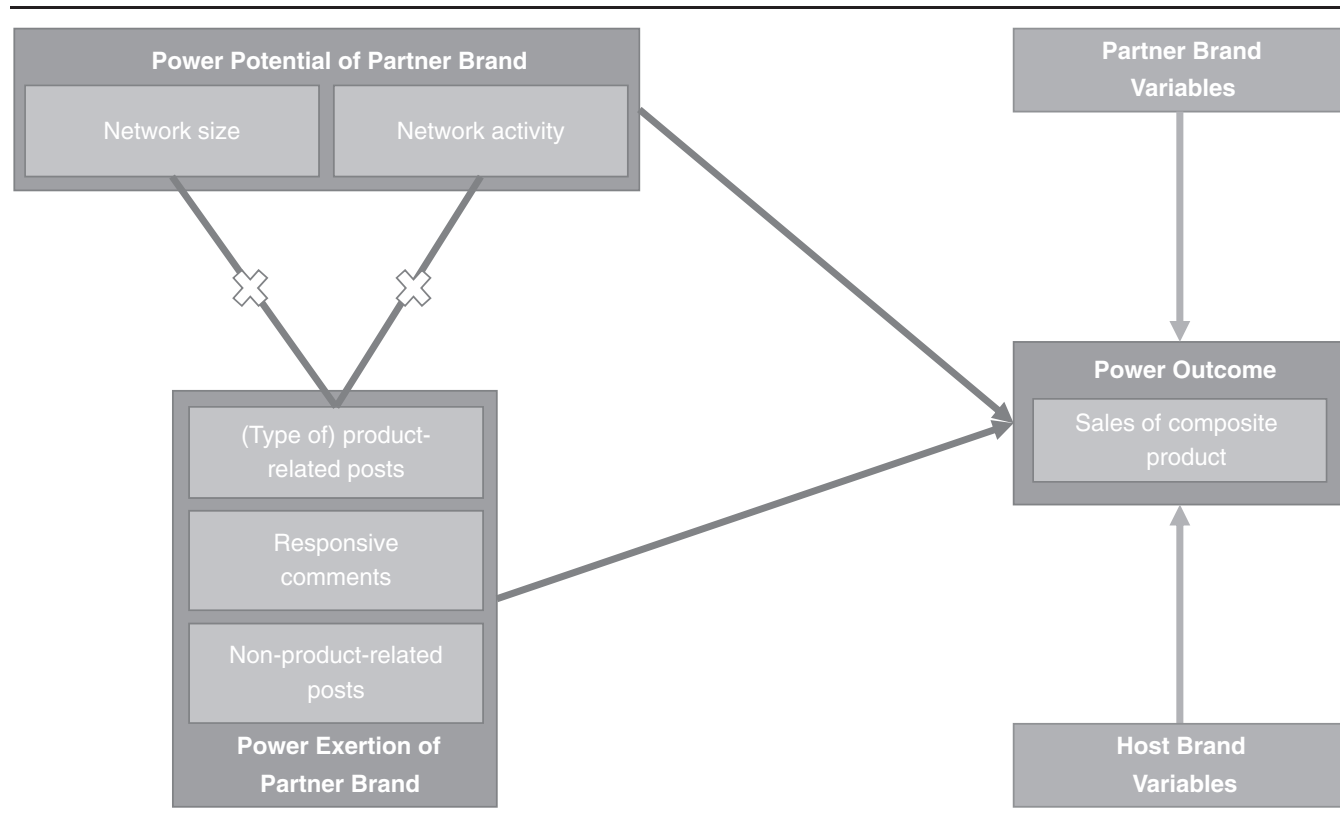 Power Potential of Partner Brand
Network size
Network activity
(Type of) product-
related posts
Responsive
comments
Non-product-related
posts
Power Exertion of
Partner Brand
Partner Brand
Variables
Power Outcome
Sales of composite
product
Host Brand
Variables